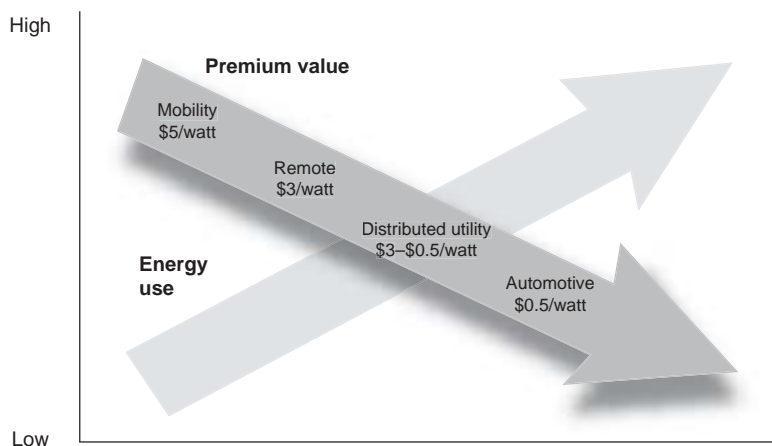 High
Premium value
Mobility
$5/watt
Remote
$3/watt
Distributed utility
$3–$0.5/watt
Energy
use
Automotive
$0.5/watt
Low